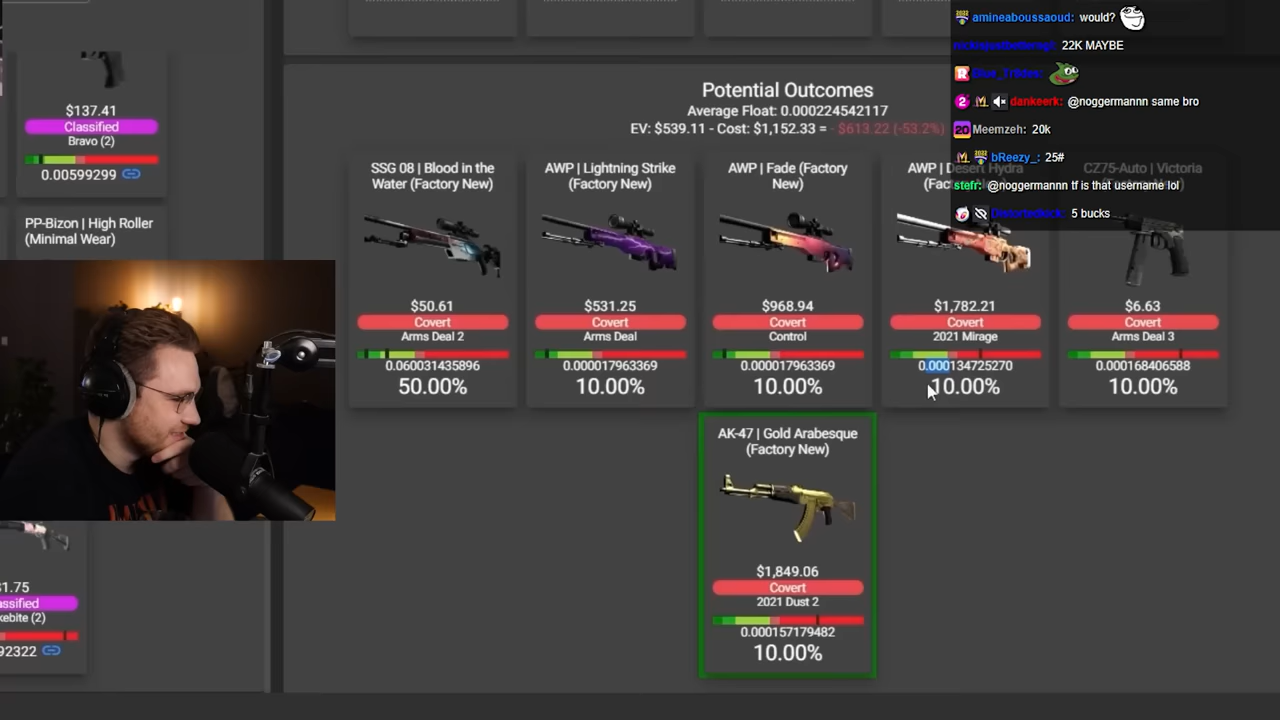 amineaboussaoud: would?
22K MAYBE
dankeerk: @noggermannn same bro
Meemzeh: 20k
bReezy_: 25#
stefr: @noggermannn tf is that username lol
5 bucks
$137.41
Classified
Bravo (2)
0.00599299
PP-Bizon | High Roller
(Minimal Wear)
Potential Outcomes
Average Float: 0.000224542117
EV: $539.11 - Cost: $1,152.33 = - $613.22 (-53.2%)
SSG 08 | Blood in the
Water (Factory New)
$50.61
Covert
Arms Deal 2
0.060031435896
50.00%
AWP | Lightning Strike
(Factory New)
$531.25
Covert
Arms Deal
0.000017963369
10.00%
AWP | Fade (Factory
New)
$968.94
Covert
Control
0.000017963369
10.00%
AWP | Desert Hydra
$1,782.21
Covert
2021 Mirage
0.000134725270
10.00%
CZ75-Auto | Victoria
$6.63
Covert
Arms Deal 3
0.000168406588
10.00%
AK-47 | Gold Arabesque
(Factory New)
$1,849.06
Covert
2021 Dust 2
0.000157179482
10.00%
1.75
assified
kebite (2)
92322